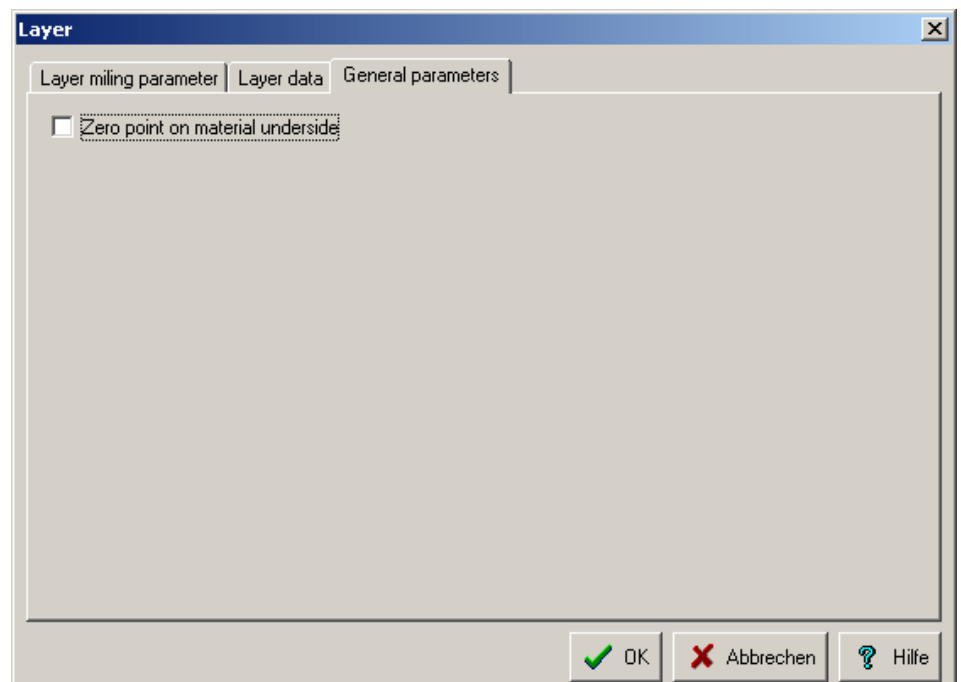 Layer
Layer miling parameter Layer data General parameters
Zero point on material underside
OK Abbrechen Hilfe